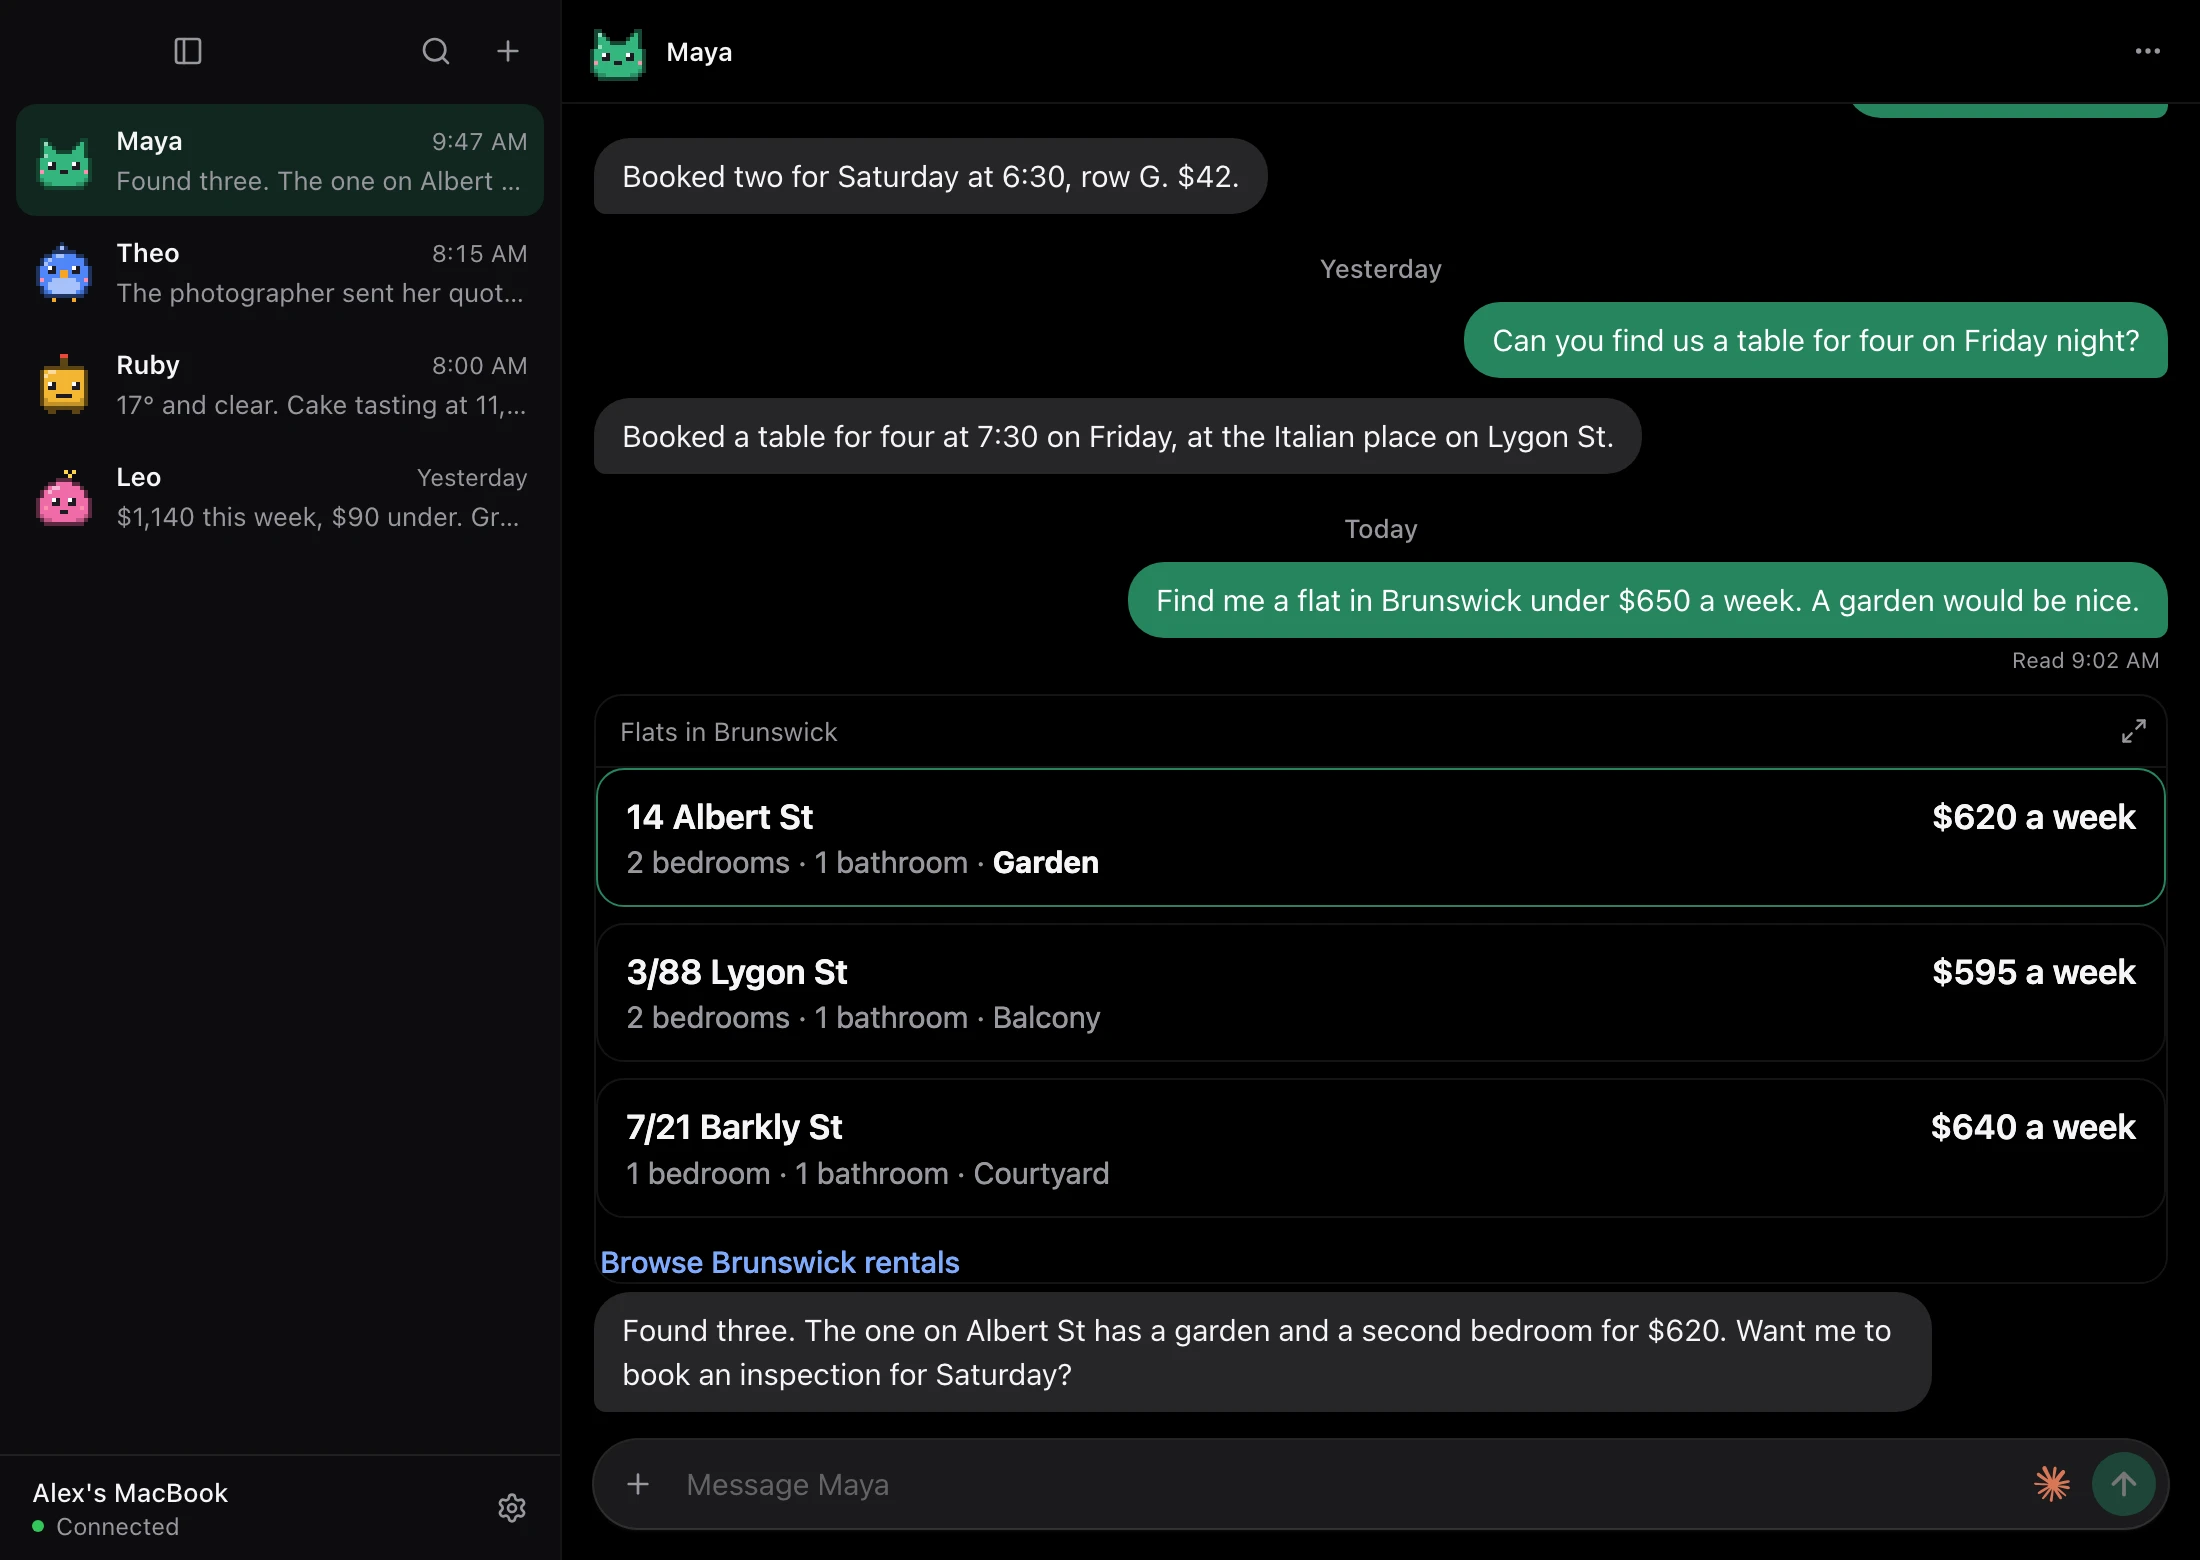 Maya
9:47 AM
Found three. The one on Albert ...
Theo
8:15 AM
The photographer sent her quot...
Ruby
8:00 AM
17° and clear. Cake tasting at 11,...
Leo
Yesterday
$1,140 this week, $90 under. Gr...
Alex's MacBook
Connected
Maya
Booked two for Saturday at 6:30, row G. $42.
Yesterday
Can you find us a table for four on Friday night?
Booked a table for four at 7:30 on Friday, at the Italian place on Lygon St.
Today
Find me a flat in Brunswick under $650 a week. A garden would be nice.
Read 9:02 AM
Flats in Brunswick
14 Albert St
$620 a week
2 bedrooms · 1 bathroom · Garden
3/88 Lygon St
$595 a week
2 bedrooms · 1 bathroom · Balcony
7/21 Barkly St
$640 a week
1 bedroom · 1 bathroom · Courtyard
Browse Brunswick rentals
Found three. The one on Albert St has a garden and a second bedroom for $620. Want me to
book an inspection for Saturday?
Message Maya